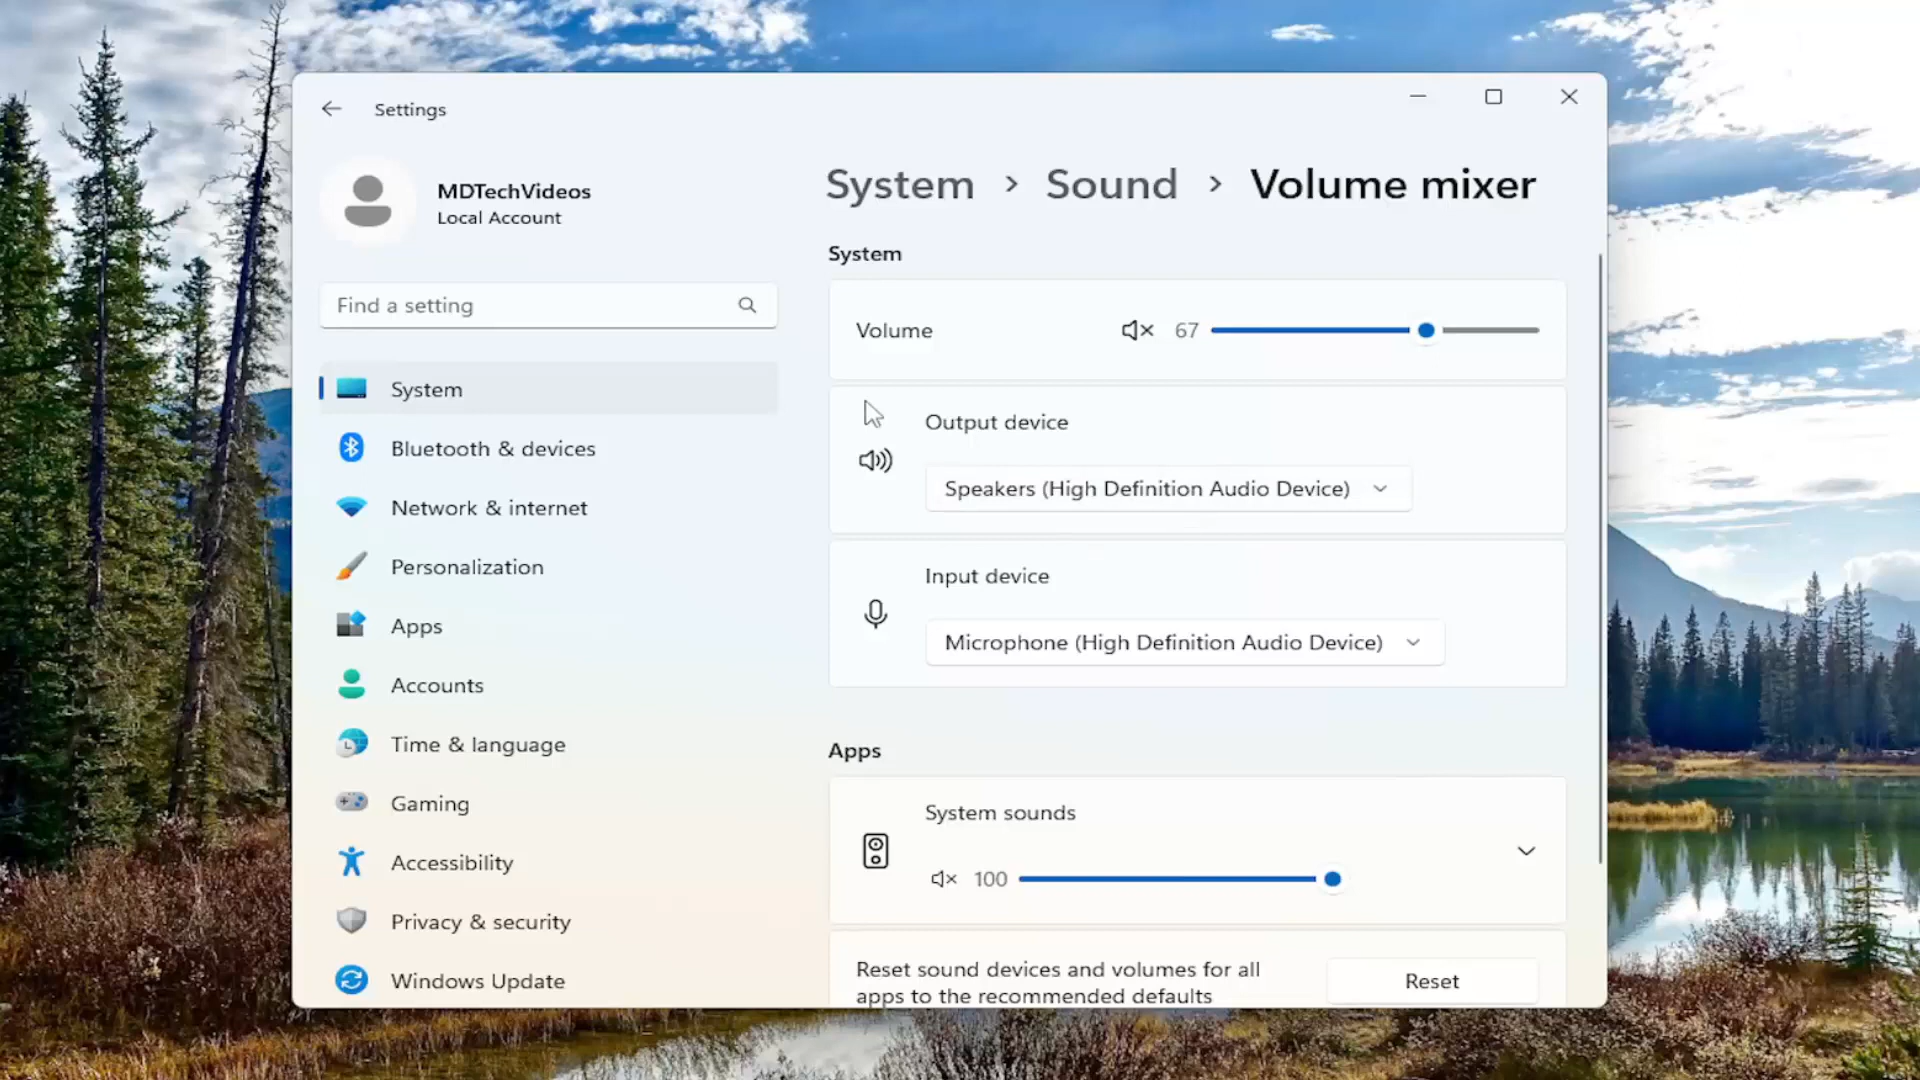 Settings
MDTechVideos
Local Account
Find a setting
System
Bluetooth & devices
Network & internet
Personalization
Apps
Accounts
Time & language
Gaming
Accessibility
Privacy & security
Windows Update
System > Sound > Volume mixer
System
Volume 67
Output device
Speakers (High Definition Audio Device)
Input device
Microphone (High Definition Audio Device)
Apps
System sounds
100
Reset sound devices and volumes for all
apps to the recommended defaults
Reset